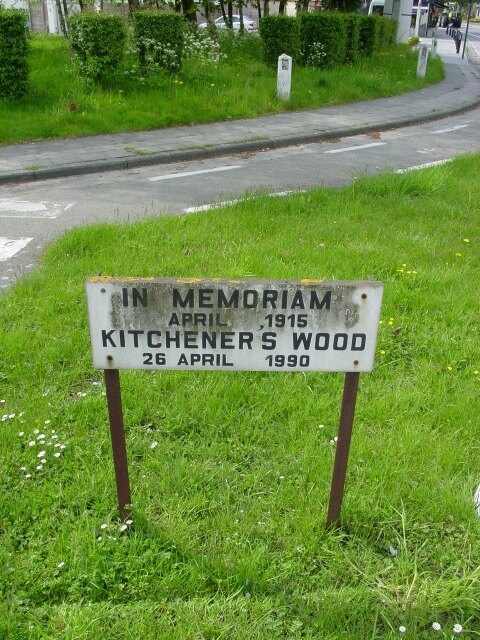 IN MEMORIAM
APRIL 1915
KITCHENER'S WOOD
26 APRIL 1990